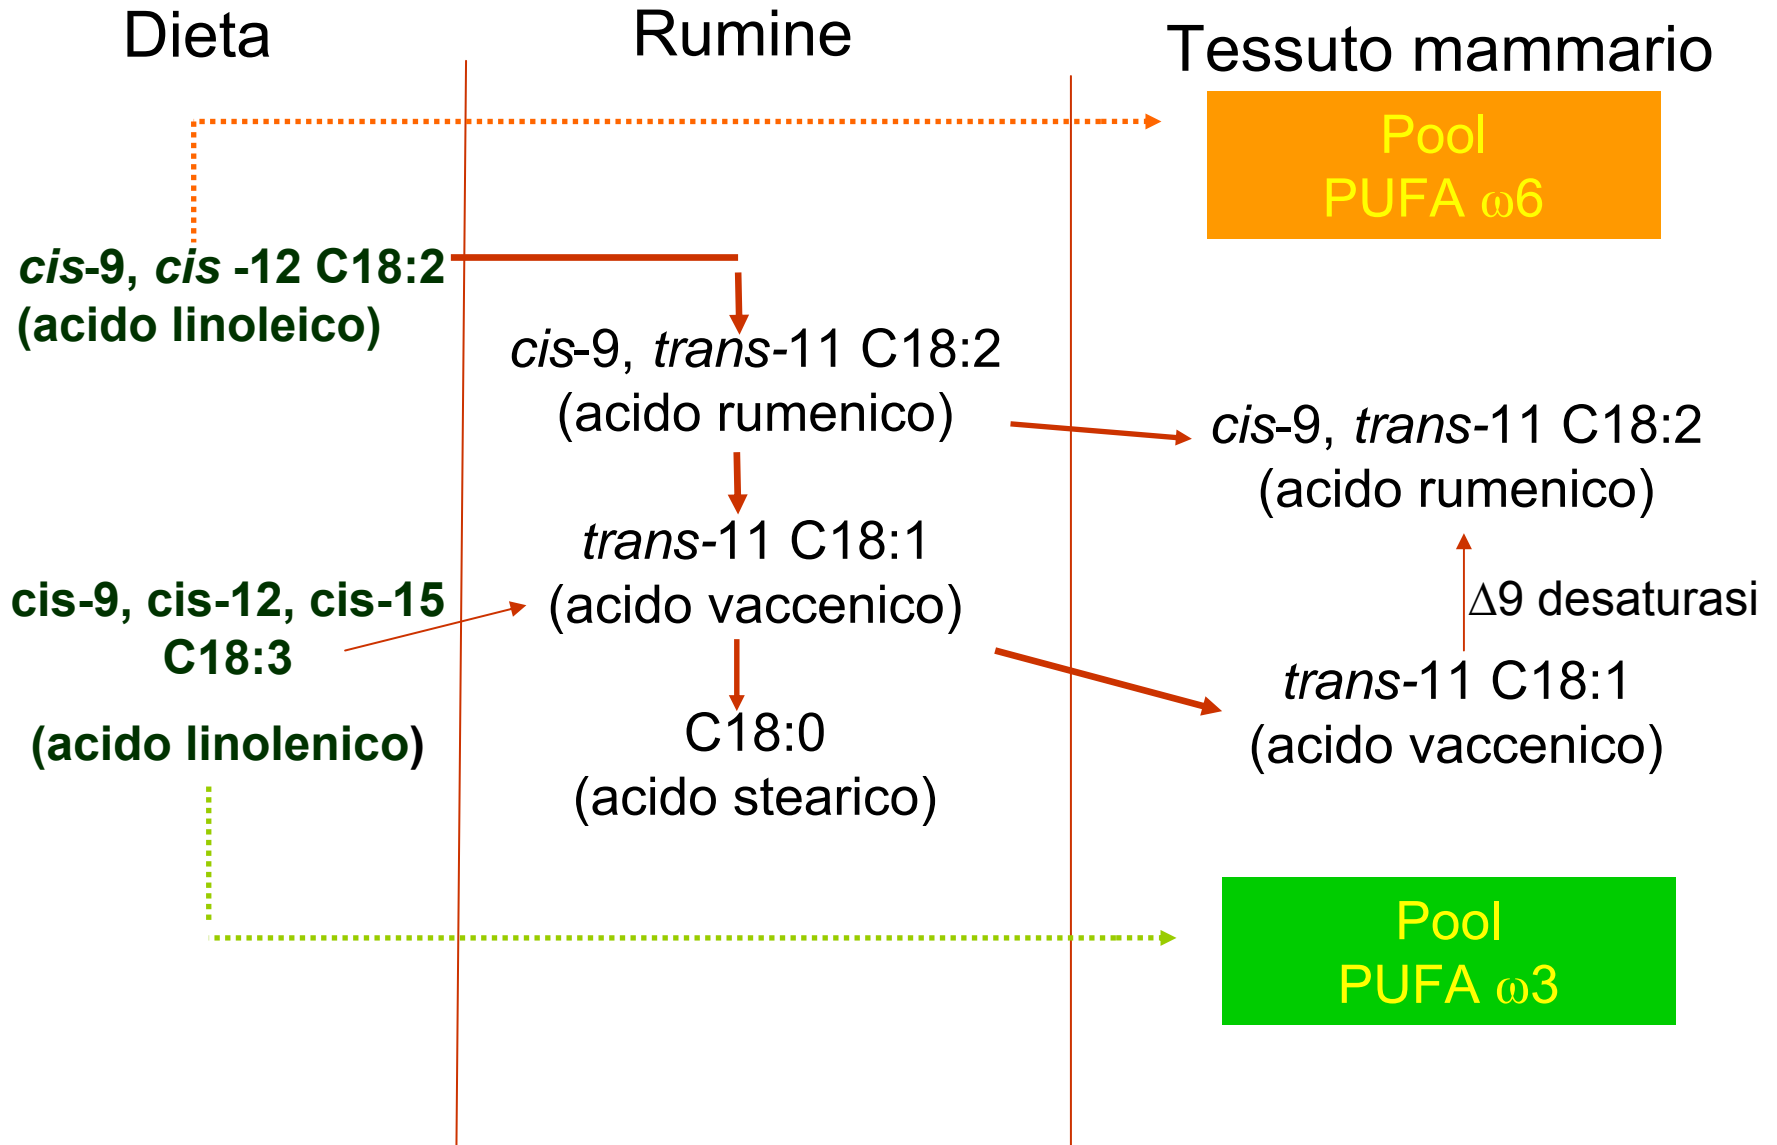 Dieta
Rumine
Tessuto mammario
Pool
PUFA ω6
cis-9, cis -12 C18:2
(acido linoleico)
cis-9, trans-11 C18:2
(acido rumenico)
cis-9, trans-11 C18:2
(acido rumenico)
trans-11 C18:1
(acido vaccenico)
cis-9, cis-12, cis-15
C18:3
(acido linolenico)
Δ9 desaturasi
trans-11 C18:1
(acido vaccenico)
C18:0
(acido stearico)
Pool
PUFA ω3